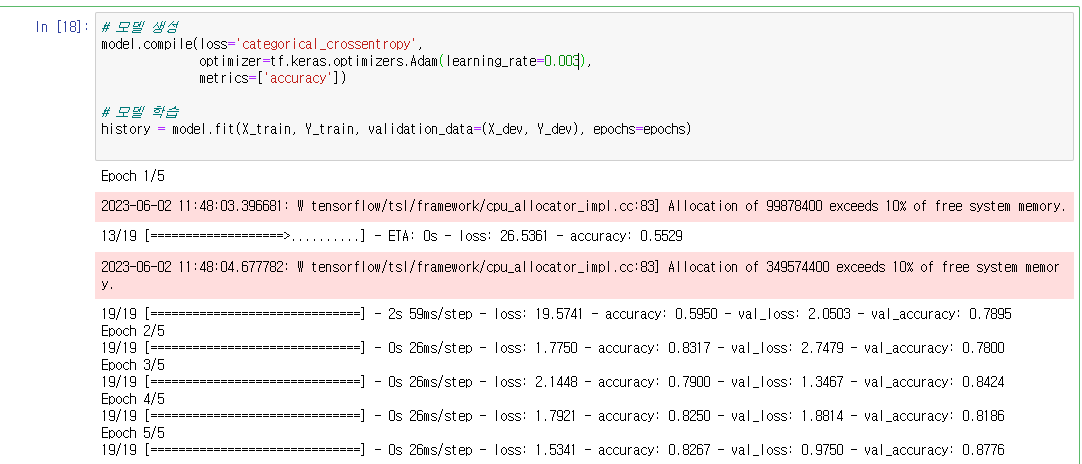 In [18]:
# 모델 생성
model.compile(loss='categorical_crossentropy',
optimizer=tf.keras.optimizers.Adam(learning_rate=0.003),
metrics=['accuracy'])
# 모델 학습
history = model.fit(X_train, Y_train, validation_data=(X_dev, Y_dev), epochs=epochs)
Epoch 1/5
2023-06-02 11:48:03.396681: W tensorflow/tsl/framework/cpu_allocator_impl.cc:83] Allocation of 99878400 exceeds 10% of free system memory.
13/19 [===================>..........] - ETA: 0s - loss: 26.5361 - accuracy: 0.5529
2023-06-02 11:48:04.677782: W tensorflow/tsl/framework/cpu_allocator_impl.cc:83] Allocation of 349574400 exceeds 10% of free system memor
y.
19/19 [==============================] - 2s 59ms/step - loss: 19.5741 - accuracy: 0.5950 - val_loss: 2.0503 - val_accuracy: 0.7895
Epoch 2/5
19/19 [==============================] - 0s 26ms/step - loss: 1.7750 - accuracy: 0.8317 - val_loss: 2.7479 - val_accuracy: 0.7800
Epoch 3/5
19/19 [==============================] - 0s 26ms/step - loss: 2.1448 - accuracy: 0.7900 - val_loss: 1.3467 - val_accuracy: 0.8424
Epoch 4/5
19/19 [==============================] - 0s 26ms/step - loss: 1.7921 - accuracy: 0.8250 - val_loss: 1.8814 - val_accuracy: 0.8186
Epoch 5/5
19/19 [==============================] - 0s 26ms/step - loss: 1.5341 - accuracy: 0.8267 - val_loss: 0.9750 - val_accuracy: 0.8776